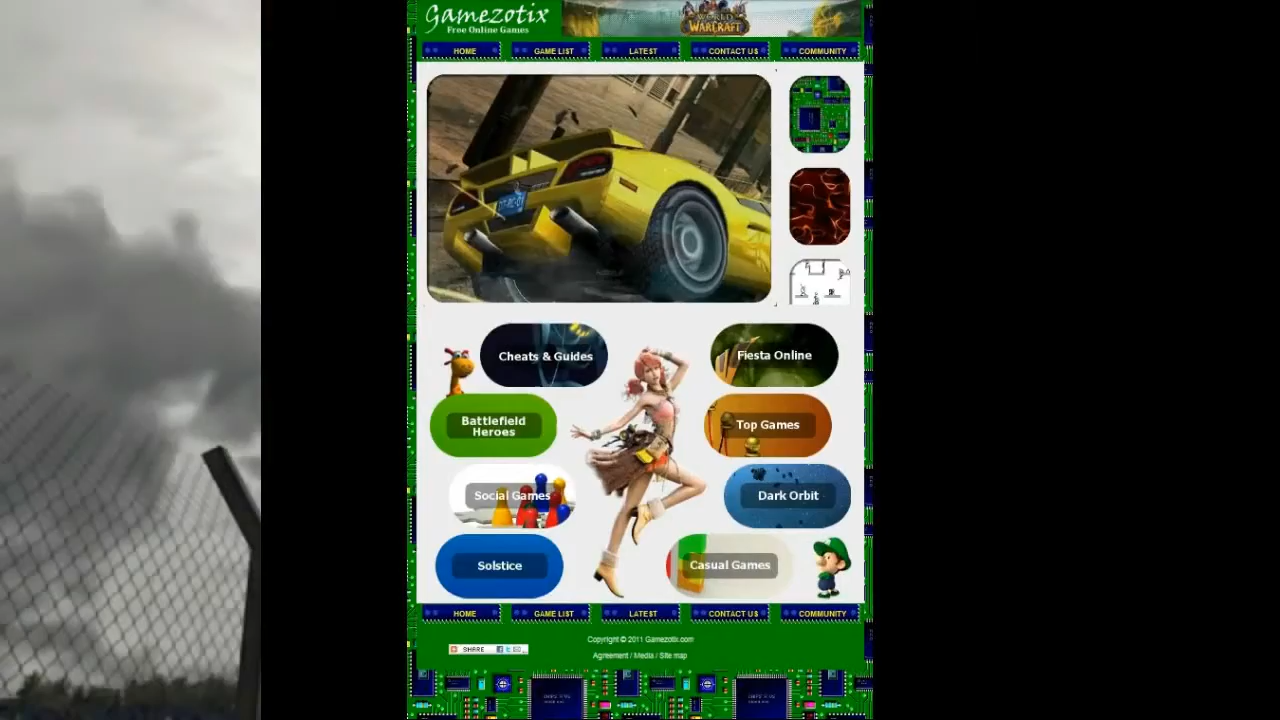 Gamezotix
Free Online Games
WORLD
WARCRAFT
HOME
GAME LIST
LATEST
CONTACT US
COMMUNITY
Cheats & Guides
Fiesta Online
Battlefield
Heroes
Top Games
Social Games
Dark Orbit
Solstice
Casual Games
HOME
GAME LIST
LATEST
CONTACT US
COMMUNITY
SHARE
Copyright © 2011 Gamezotix.com
Agreement / Media / Site map